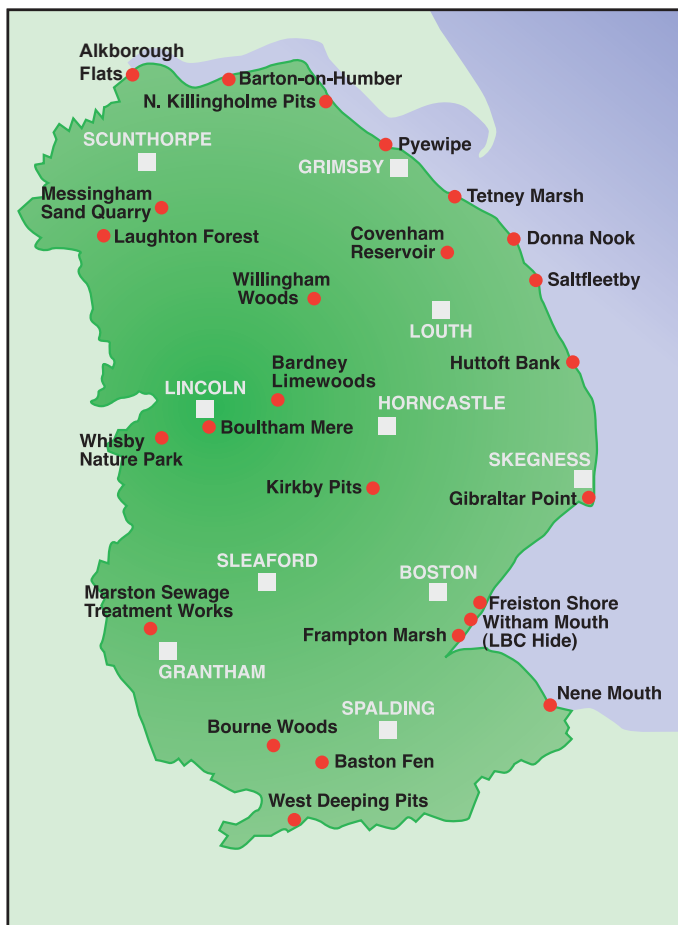 Alkborough
Flats
Barton-on-Humber
N. Killingholme Pits
SCUNTHORPE
Pyewipe
GRIMSBY
Messingham
Sand Quarry
Tetney Marsh
Laughton Forest
Covenham
Reservoir
Donna Nook
Willingham
Woods
Saltfleetby
LOUTH
Bardney
Limewoods
Huttoft Bank
LINCOLN
HORNCASTLE
Boultham Mere
Whisby
Nature Park
SKEGNESS
Kirkby Pits
Gibraltar Point
SLEAFORD
BOSTON
Marston Sewage
Treatment Works
Freiston Shore
Witham Mouth
(LBC Hide)
Frampton Marsh
GRANTHAM
Nene Mouth
SPALDING
Bourne Woods
Baston Fen
West Deeping Pits